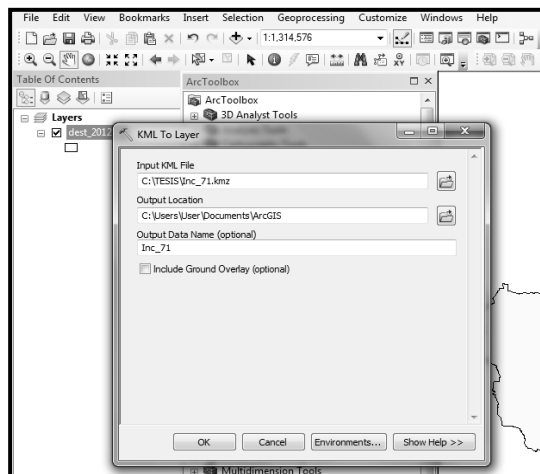 File Edit View Bookmarks Insert Selection Geoprocessing Customize Windows Help
1:1,314,576
Table Of Contents
ArcToolbox
ArcToolbox
3D Analyst Tools
Layers
dest_2012
KML To Layer
Input KML File
C:\TESIS\Inc_71.kmz
Output Location
C:\Users\User\Documents\ArcGIS
Output Data Name (optional)
Inc_71
Include Ground Overlay (optional)
OK Cancel Environments... Show Help >>
Multidimension Tools